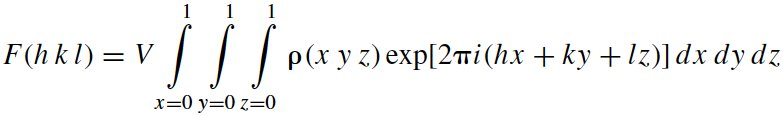 F(h k l) = V ∫_{x=0}^{1} ∫_{y=0}^{1} ∫_{z=0}^{1} ρ(x y z) exp[2πi(hx + ky + lz)] dx dy dz